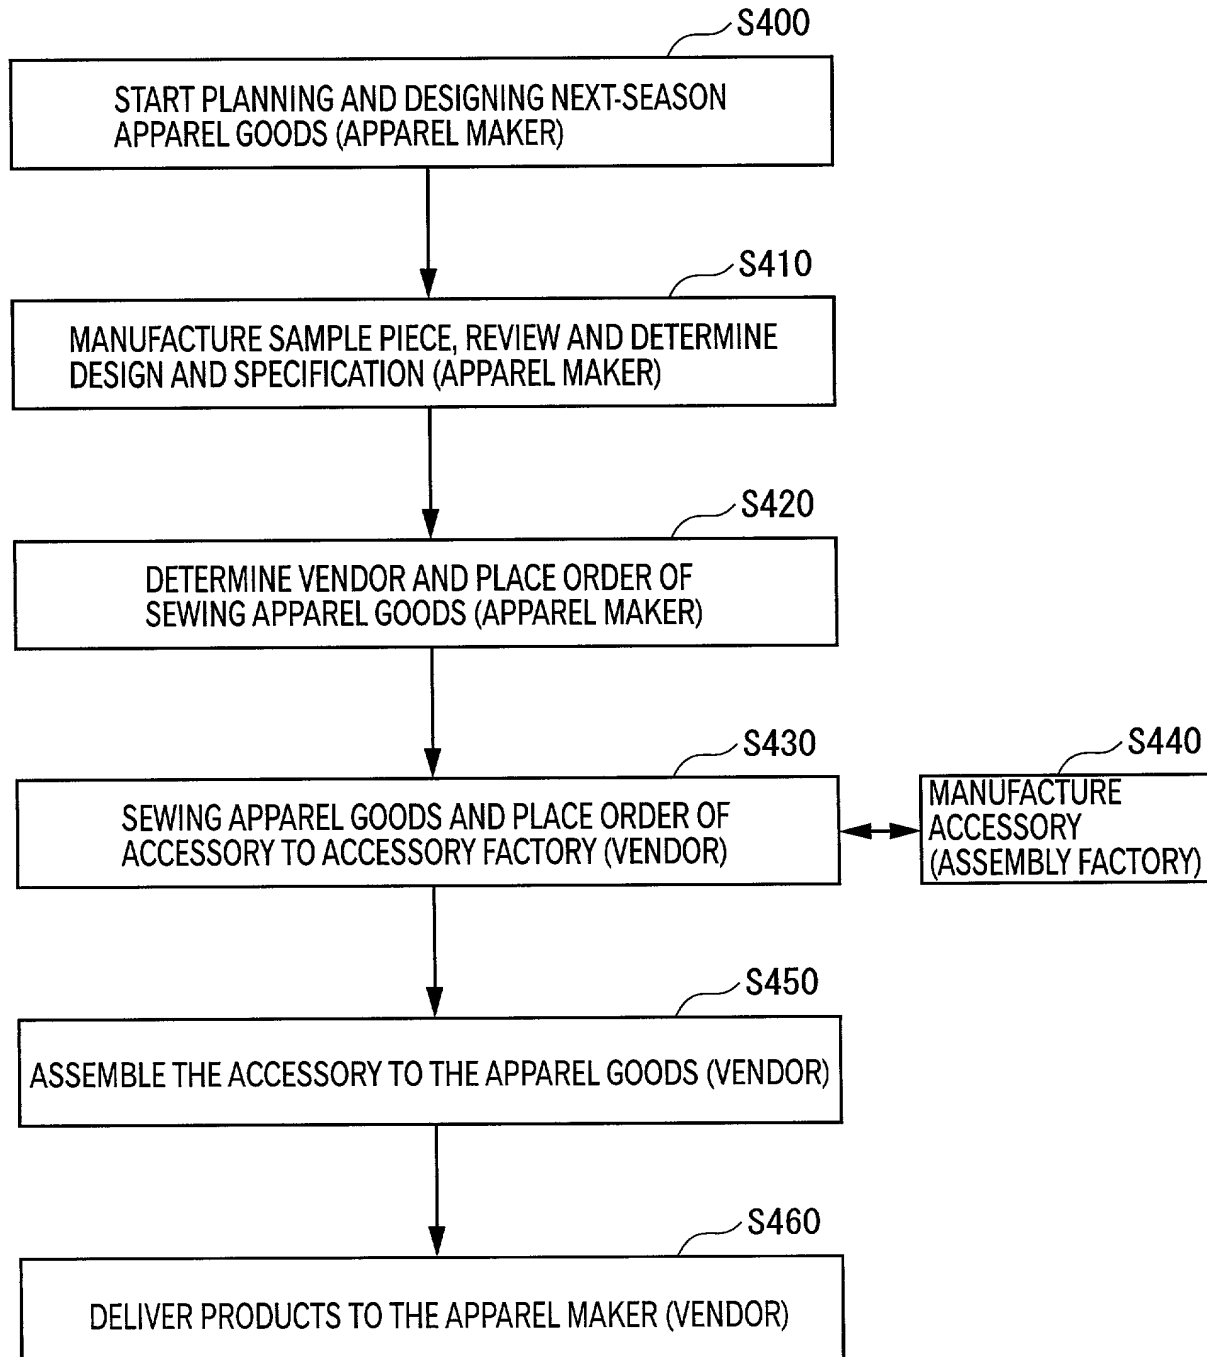 S400
START PLANNING AND DESIGNING NEXT-SEASON
APPAREL GOODS (APPAREL MAKER)
S410
MANUFACTURE SAMPLE PIECE, REVIEW AND DETERMINE
DESIGN AND SPECIFICATION (APPAREL MAKER)
S420
DETERMINE VENDOR AND PLACE ORDER OF
SEWING APPAREL GOODS (APPAREL MAKER)
S430
SEWING APPAREL GOODS AND PLACE ORDER OF
ACCESSORY TO ACCESSORY FACTORY (VENDOR)
S440
MANUFACTURE
ACCESSORY
(ASSEMBLY FACTORY)
S450
ASSEMBLE THE ACCESSORY TO THE APPAREL GOODS (VENDOR)
S460
DELIVER PRODUCTS TO THE APPAREL MAKER (VENDOR)